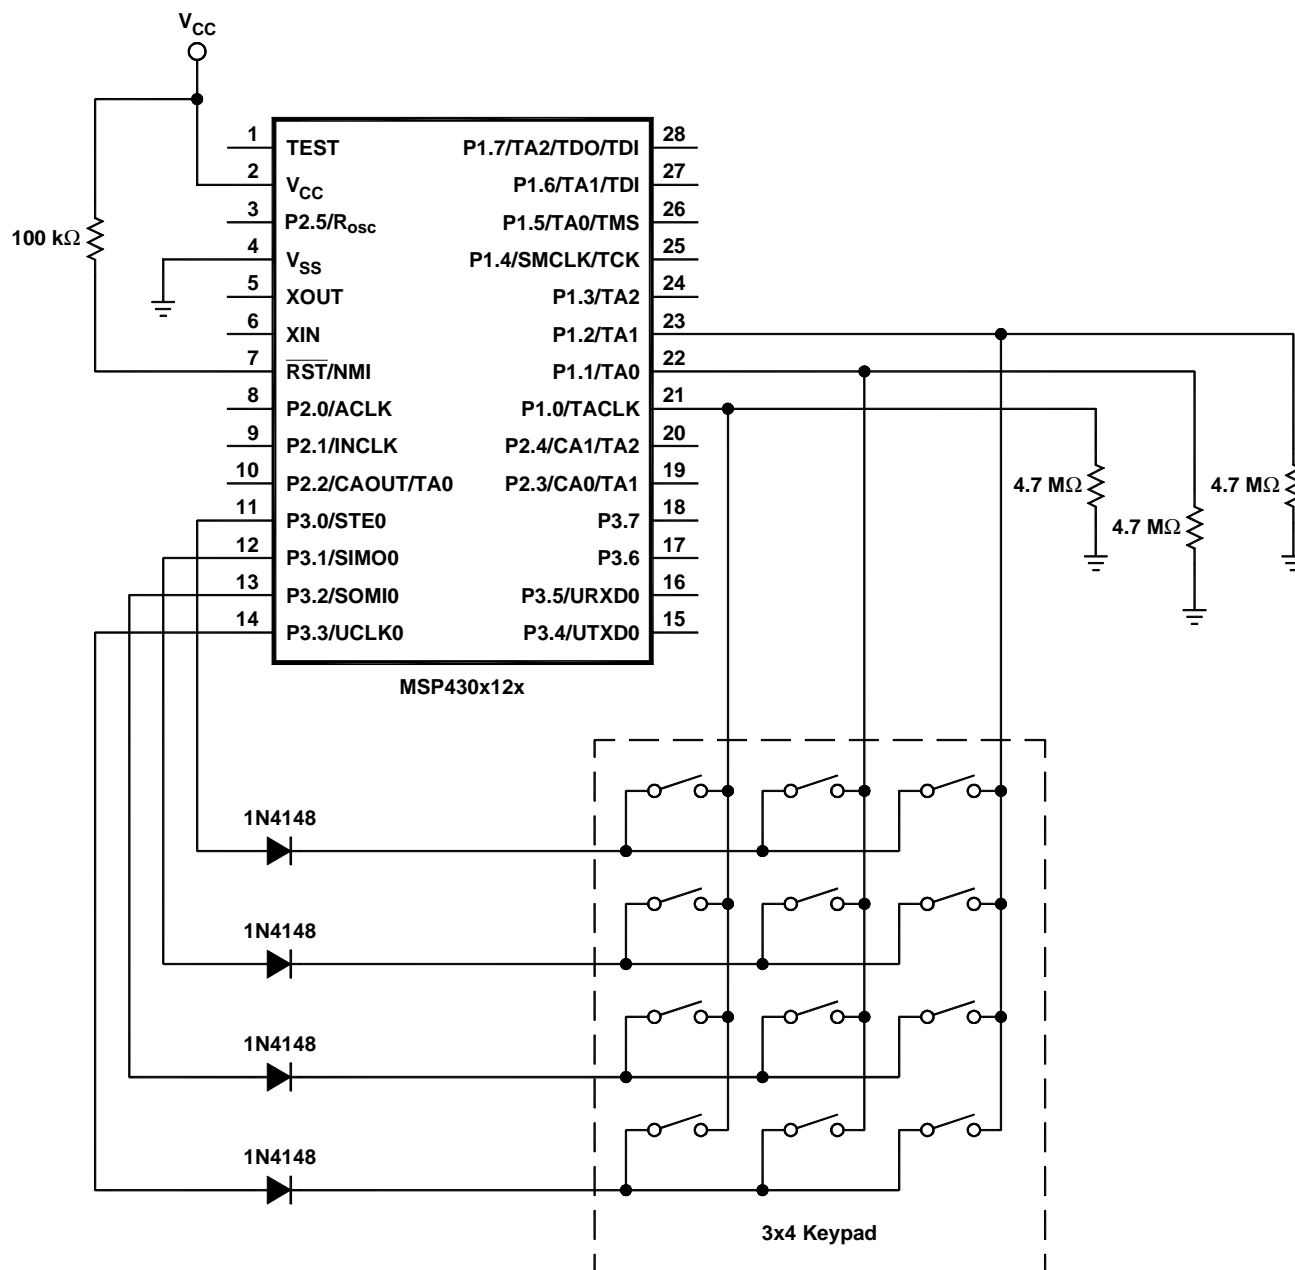 VCC
1 TEST P1.7/TA2/TDO/TDI 28
2 VCC P1.6/TA1/TDI 27
3 P2.5/Rosc P1.5/TA0/TMS 26
100 kΩ
4 VSS P1.4/SMCLK/TCK 25
5 XOUT P1.3/TA2 24
6 XIN P1.2/TA1 23
7 RST/NMI P1.1/TA0 22
8 P2.0/ACLK P1.0/TACLK 21
9 P2.1/INCLK P2.4/CA1/TA2 20
10 P2.2/CAOUT/TA0 P2.3/CA0/TA1 19
4.7 MΩ 4.7 MΩ
11 P3.0/STE0 P3.7 18
4.7 MΩ
12 P3.1/SIMO0 P3.6 17
13 P3.2/SOMI0 P3.5/URXD0 16
14 P3.3/UCLK0 P3.4/UTXD0 15
MSP430x12x
1N4148
1N4148
1N4148
1N4148
3x4 Keypad